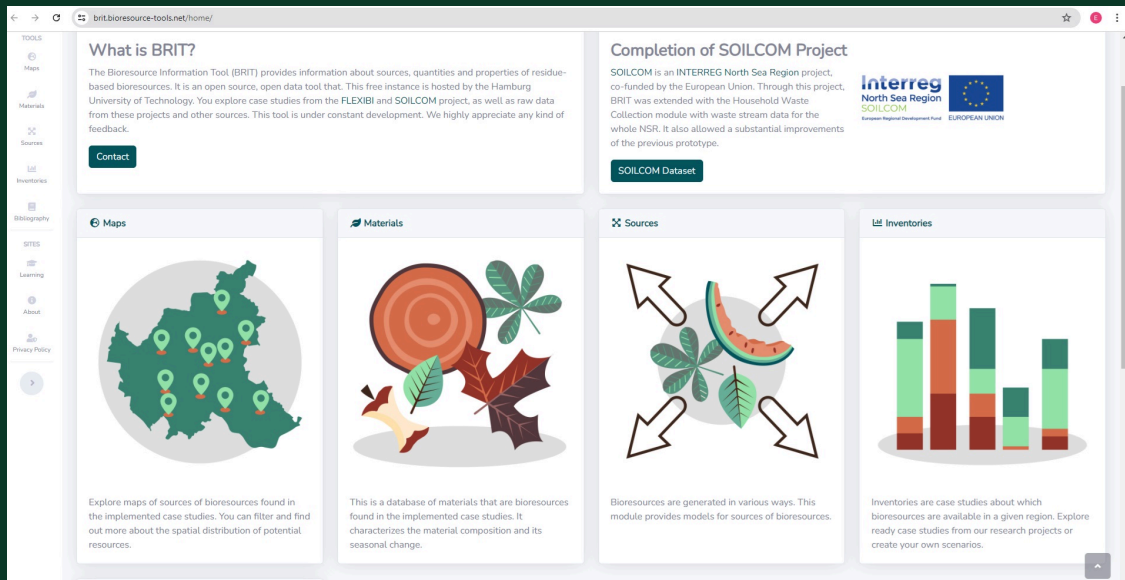 brit.bioresource-tools.net/home/
E
TOOLS
Maps
Materials
Sources
Inventories
Bibliography
SITES
Learning
About
Privacy Policy
What is BRIT?
The Bioresource Information Tool (BRIT) provides information about sources, quantities and properties of residue-
based bioresources. It is an open source, open data tool that. This free instance is hosted by the Hamburg
University of Technology. You explore case studies from the FLEXIBI and SOILCOM project, as well as raw data
from these projects and other sources. This tool is under constant development. We highly appreciate any kind of
feedback.
Contact
Completion of SOILCOM Project
SOILCOM is an INTERREG North Sea Region project,
co-funded by the European Union. Through this project,
BRIT was extended with the Household Waste
Collection module with waste stream data for the
whole NSR. It also allowed a substantial improvements
of the previous prototype.
SOILCOM Dataset
Interreg
North Sea Region
SOILCOM
European Regional Development Fund
EUROPEAN UNION
Maps
Explore maps of sources of bioresources found in
the implemented case studies. You can filter and find
out more about the spatial distribution of potential
resources.
Materials
This is a database of materials that are bioresources
found in the implemented case studies. It
characterizes the material composition and its
seasonal change.
Sources
Bioresources are generated in various ways. This
module provides models for sources of bioresources.
Inventories
Inventories are case studies about which
bioresources are available in a given region. Explore
ready case studies from our research projects or
create your own scenarios.